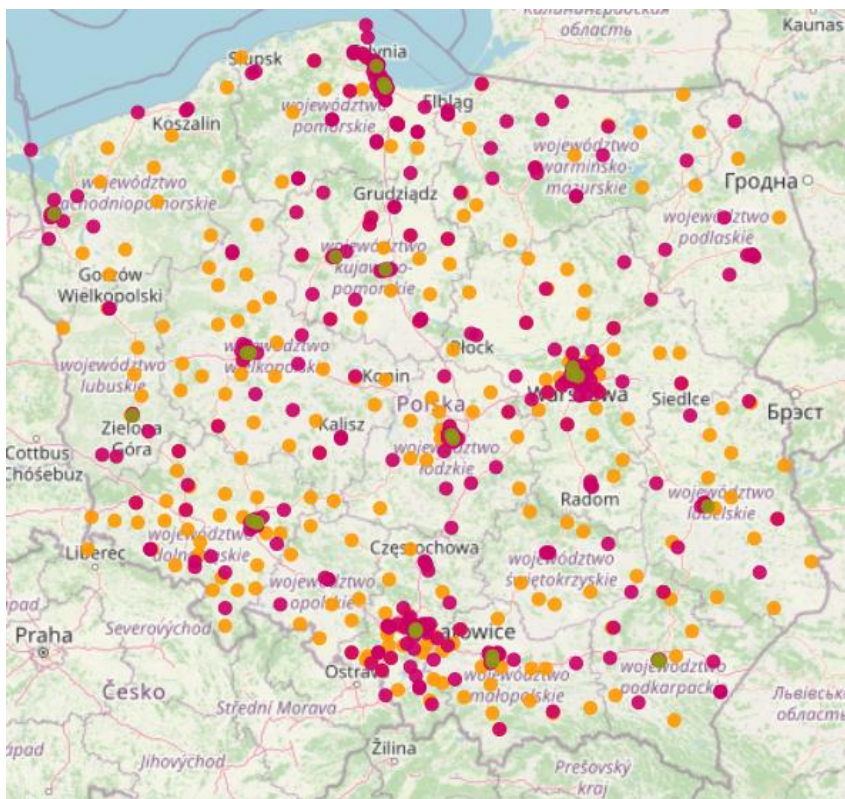 Калининградская
область
Kaunas
Gdynia
Słupsk
Elbląg
Koszalin
województwo
pomorskie
województwo
warmińsko-
mazurskie
Гродна
województwo
zachodniopomorskie
Grudziądz
województwo
podlaskie
województwo
kujawsko-
pomorskie
Gorzów
Wielkopolski
Płock
województwo
wielkopolskie
województwo
lubuskie
Konin
Warszawa
Siedlce
Брэст
Polska
Kalisz
Zielona
Góra
Cottbus
Chóśebuz
województwo
łódzkie
Radom
województwo
lubelskie
województwo
dolnośląskie
Liberec
Częstochowa
województwo
świętokrzyskie
województwo
opolskie
Praha
Severovýchod
Katowice
Ostrava
województwo
małopolskie
województwo
podkarpackie
Česko
Střední Morava
область
Žilina
Jihovýchod
Prešovský
kraj